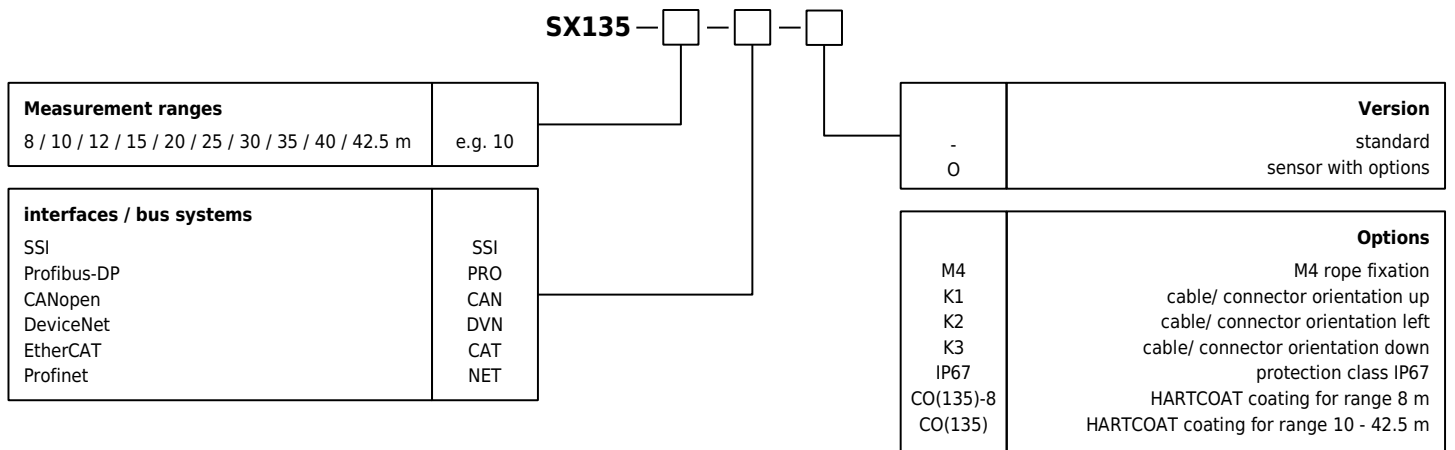 SX135
Measurement ranges
8 / 10 / 12 / 15 / 20 / 25 / 30 / 35 / 40 / 42.5 m e.g. 10
interfaces / bus systems
SSI SSI
Profibus-DP PRO
CANopen CAN
DeviceNet DVN
EtherCAT CAT
Profinet NET
Version
- standard
O sensor with options
Options
M4 M4 rope fixation
K1 cable/ connector orientation up
K2 cable/ connector orientation left
K3 cable/ connector orientation down
IP67 protection class IP67
CO(135)-8 HARTCOAT coating for range 8 m
CO(135) HARTCOAT coating for range 10 - 42.5 m